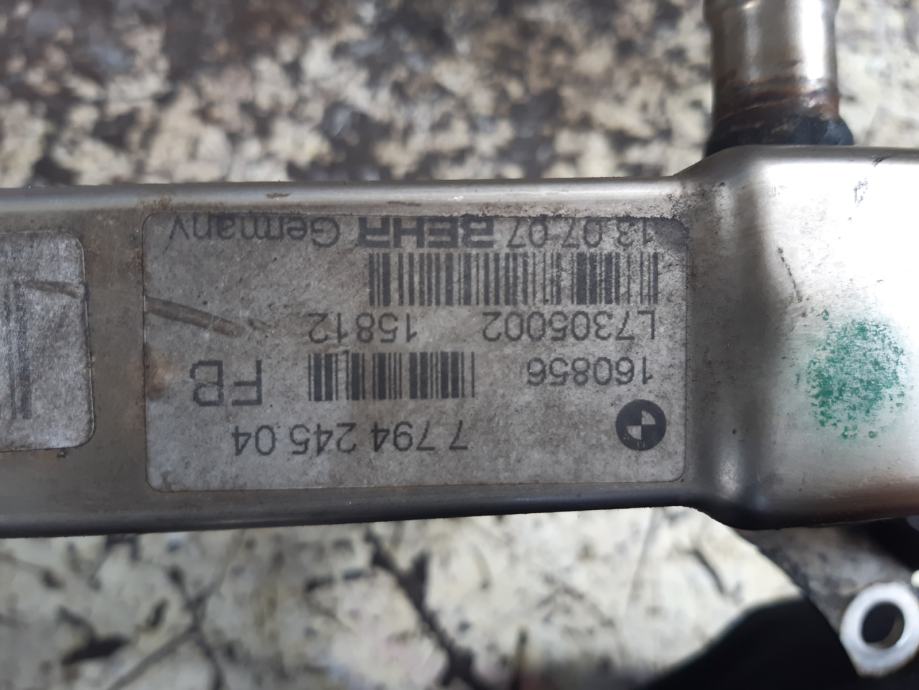 7 794 245.04
160856 FB
L7305002 15812
13.07.07 BEHR Germany